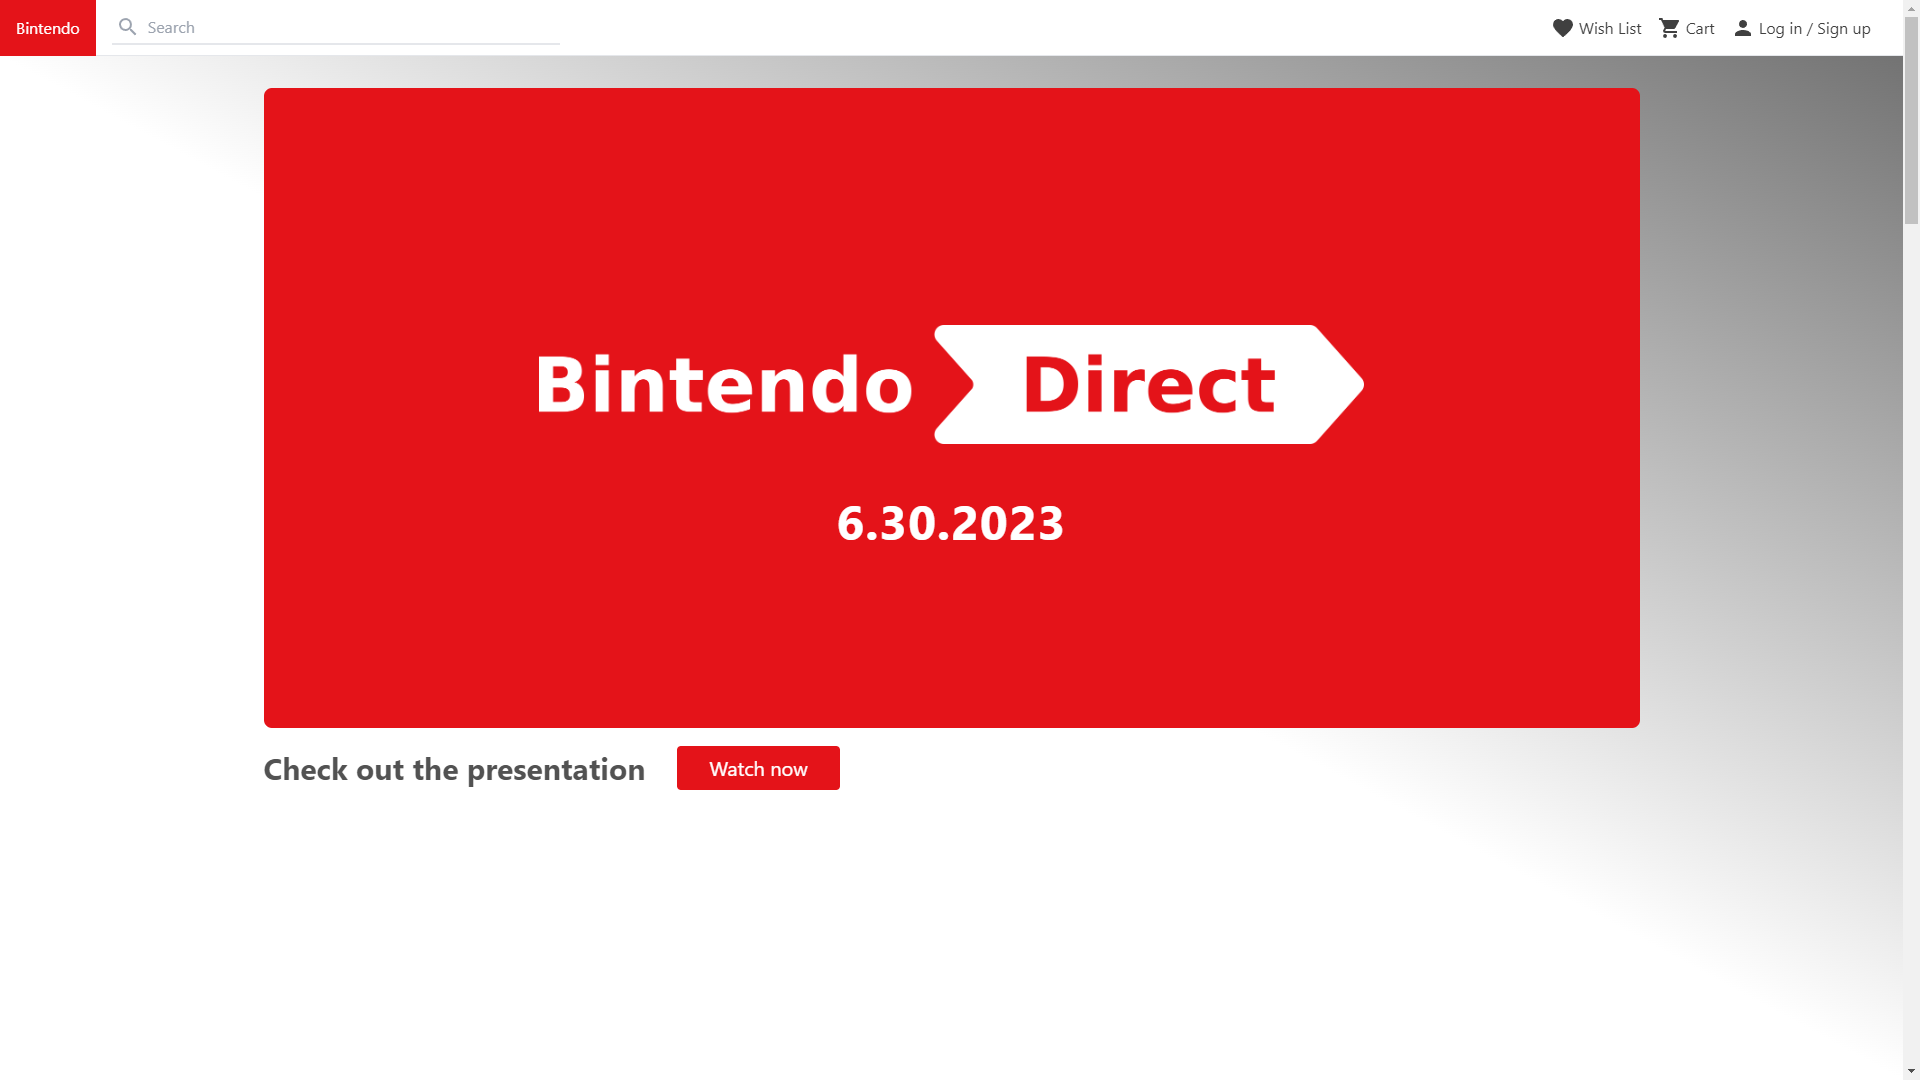 Bintendo
Search
Wish List
Cart
Log in / Sign up
Bintendo Direct
6.30.2023
Check out the presentation
Watch now